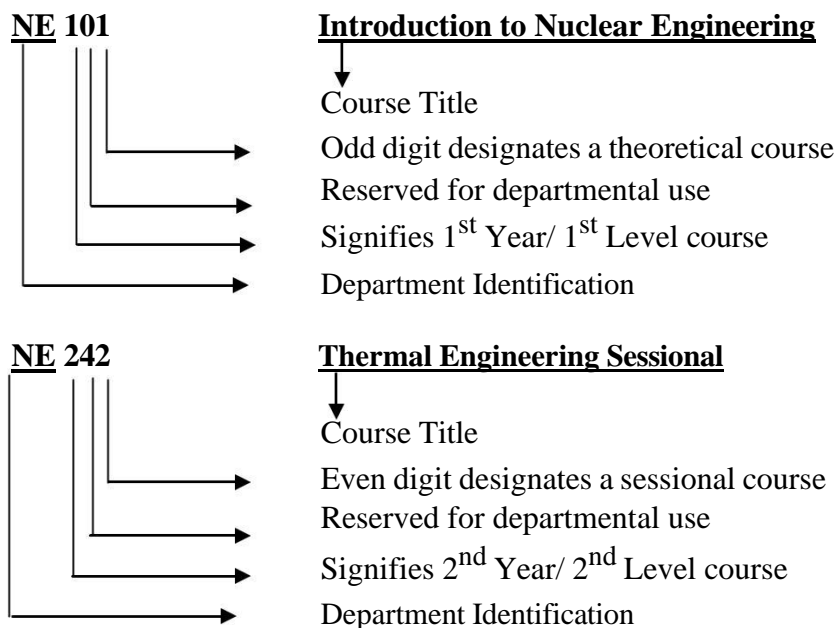 NE 101 Introduction to Nuclear Engineering
Course Title
Odd digit designates a theoretical course
Reserved for departmental use
Signifies 1st Year/ 1st Level course
Department Identification
NE 242 Thermal Engineering Sessional
Course Title
Even digit designates a sessional course
Reserved for departmental use
Signifies 2nd Year/ 2nd Level course
Department Identification